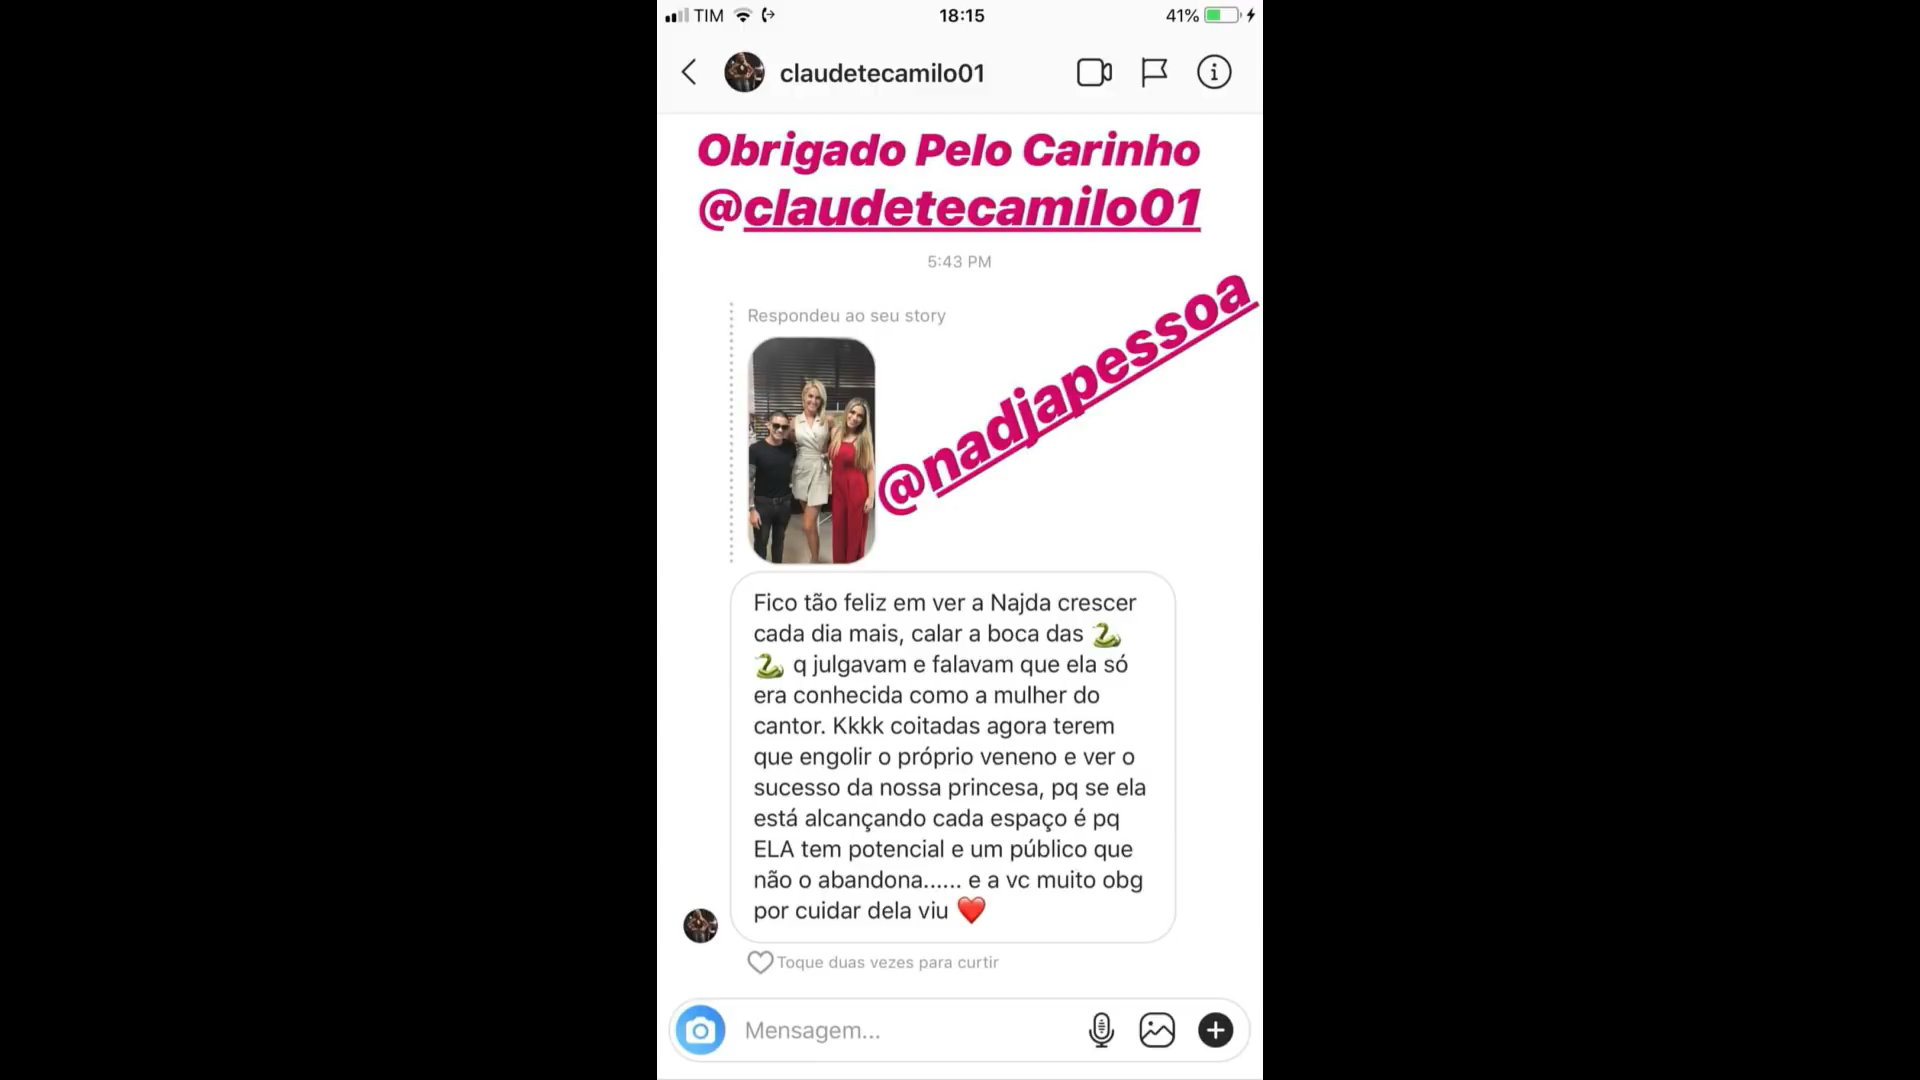 TIM 18:15 41%
claudetecamilo01
Obrigado Pelo Carinho
@claudetecamilo01
5:43 PM
Respondeu ao seu story
@nadjapessoa
Fico tão feliz em ver a Najda crescer
cada dia mais, calar a boca das 🐍
🐍 q julgavam e falavam que ela só
era conhecida como a mulher do
cantor. Kkkk coitadas agora terem
que engolir o próprio veneno e ver o
sucesso da nossa princesa, pq se ela
está alcançando cada espaço é pq
ELA tem potencial e um público que
não o abandona...... e a vc muito obg
por cuidar dela viu ❤️
Toque duas vezes para curtir
Mensagem...